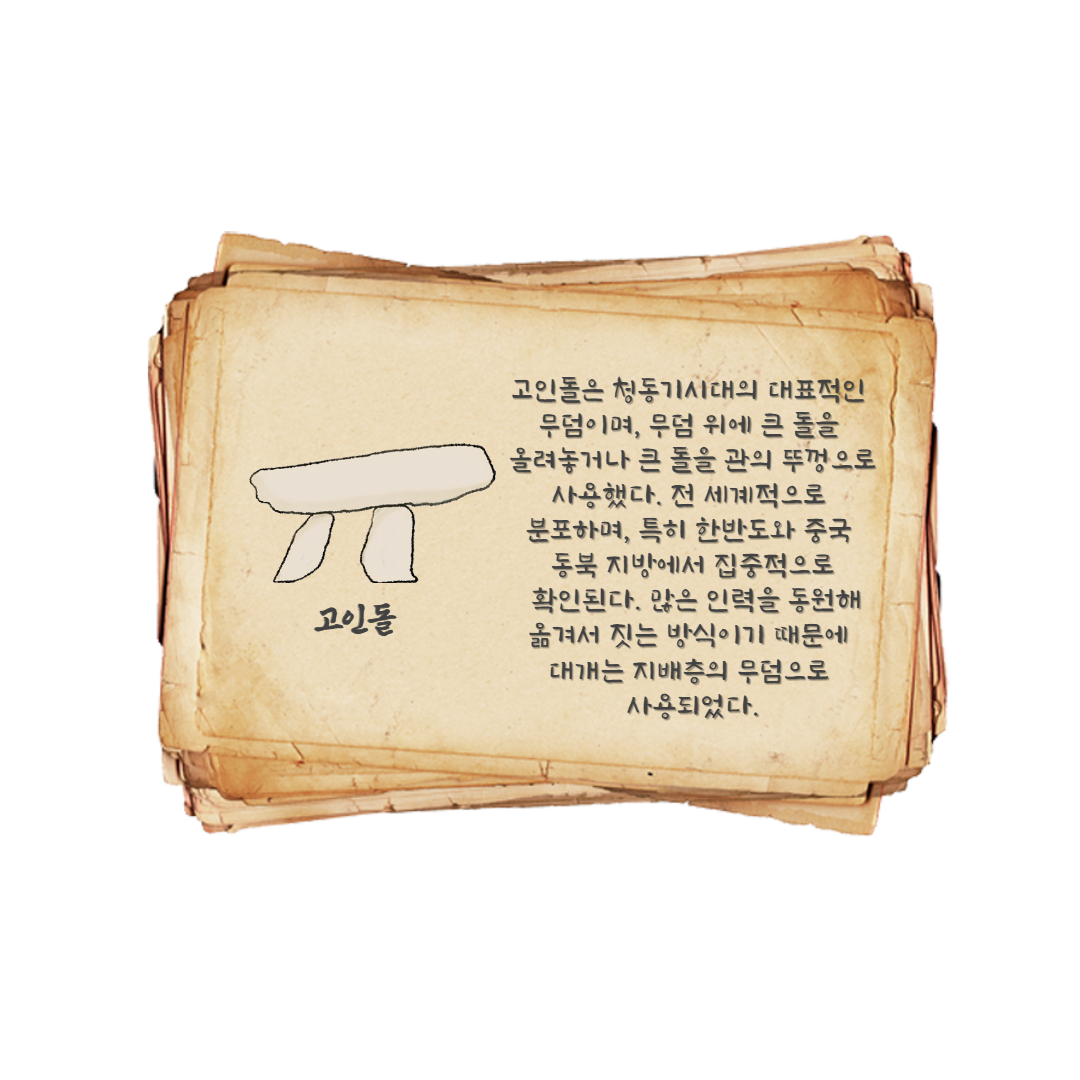 고인돌은 청동기시대의 대표적인
무덤이며, 무덤 위에 큰 돌을
올려놓거나 큰 돌을 관의 뚜껑으로
사용했다. 전 세계적으로
분포하며, 특히 한반도와 중국
동북 지방에서 집중적으로
확인된다. 많은 인력을 동원해
옮겨서 짓는 방식이기 때문에
대개는 지배층의 무덤으로
사용되었다.
고인돌